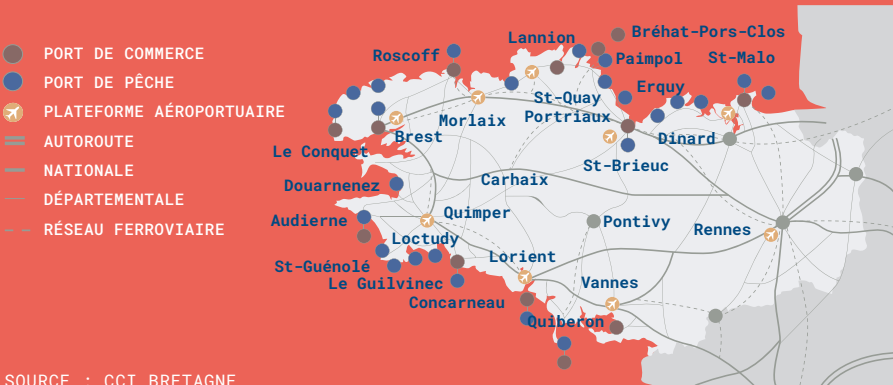 PORT DE COMMERCE
PORT DE PÊCHE
PLATEFORME AÉROPORTUAIRE
AUTOROUTE
NATIONALE
DÉPARTEMENTALE
RÉSEAU FERROVIAIRE
Bréhat-Pors-Clos
Lannion
Roscoff
Paimpol
St-Malo
Erquy
St-Quay
Portriaux
Morlaix
Brest
Dinard
Le Conquet
St-Brieuc
Carhaix
Douarnenez
Quimper
Audierne
Pontivy
Rennes
Loctudy
Lorient
St-Guénolé
Le Guilvinec
Vannes
Concarneau
Quiberon
SOURCE : CCI BRETAGNE